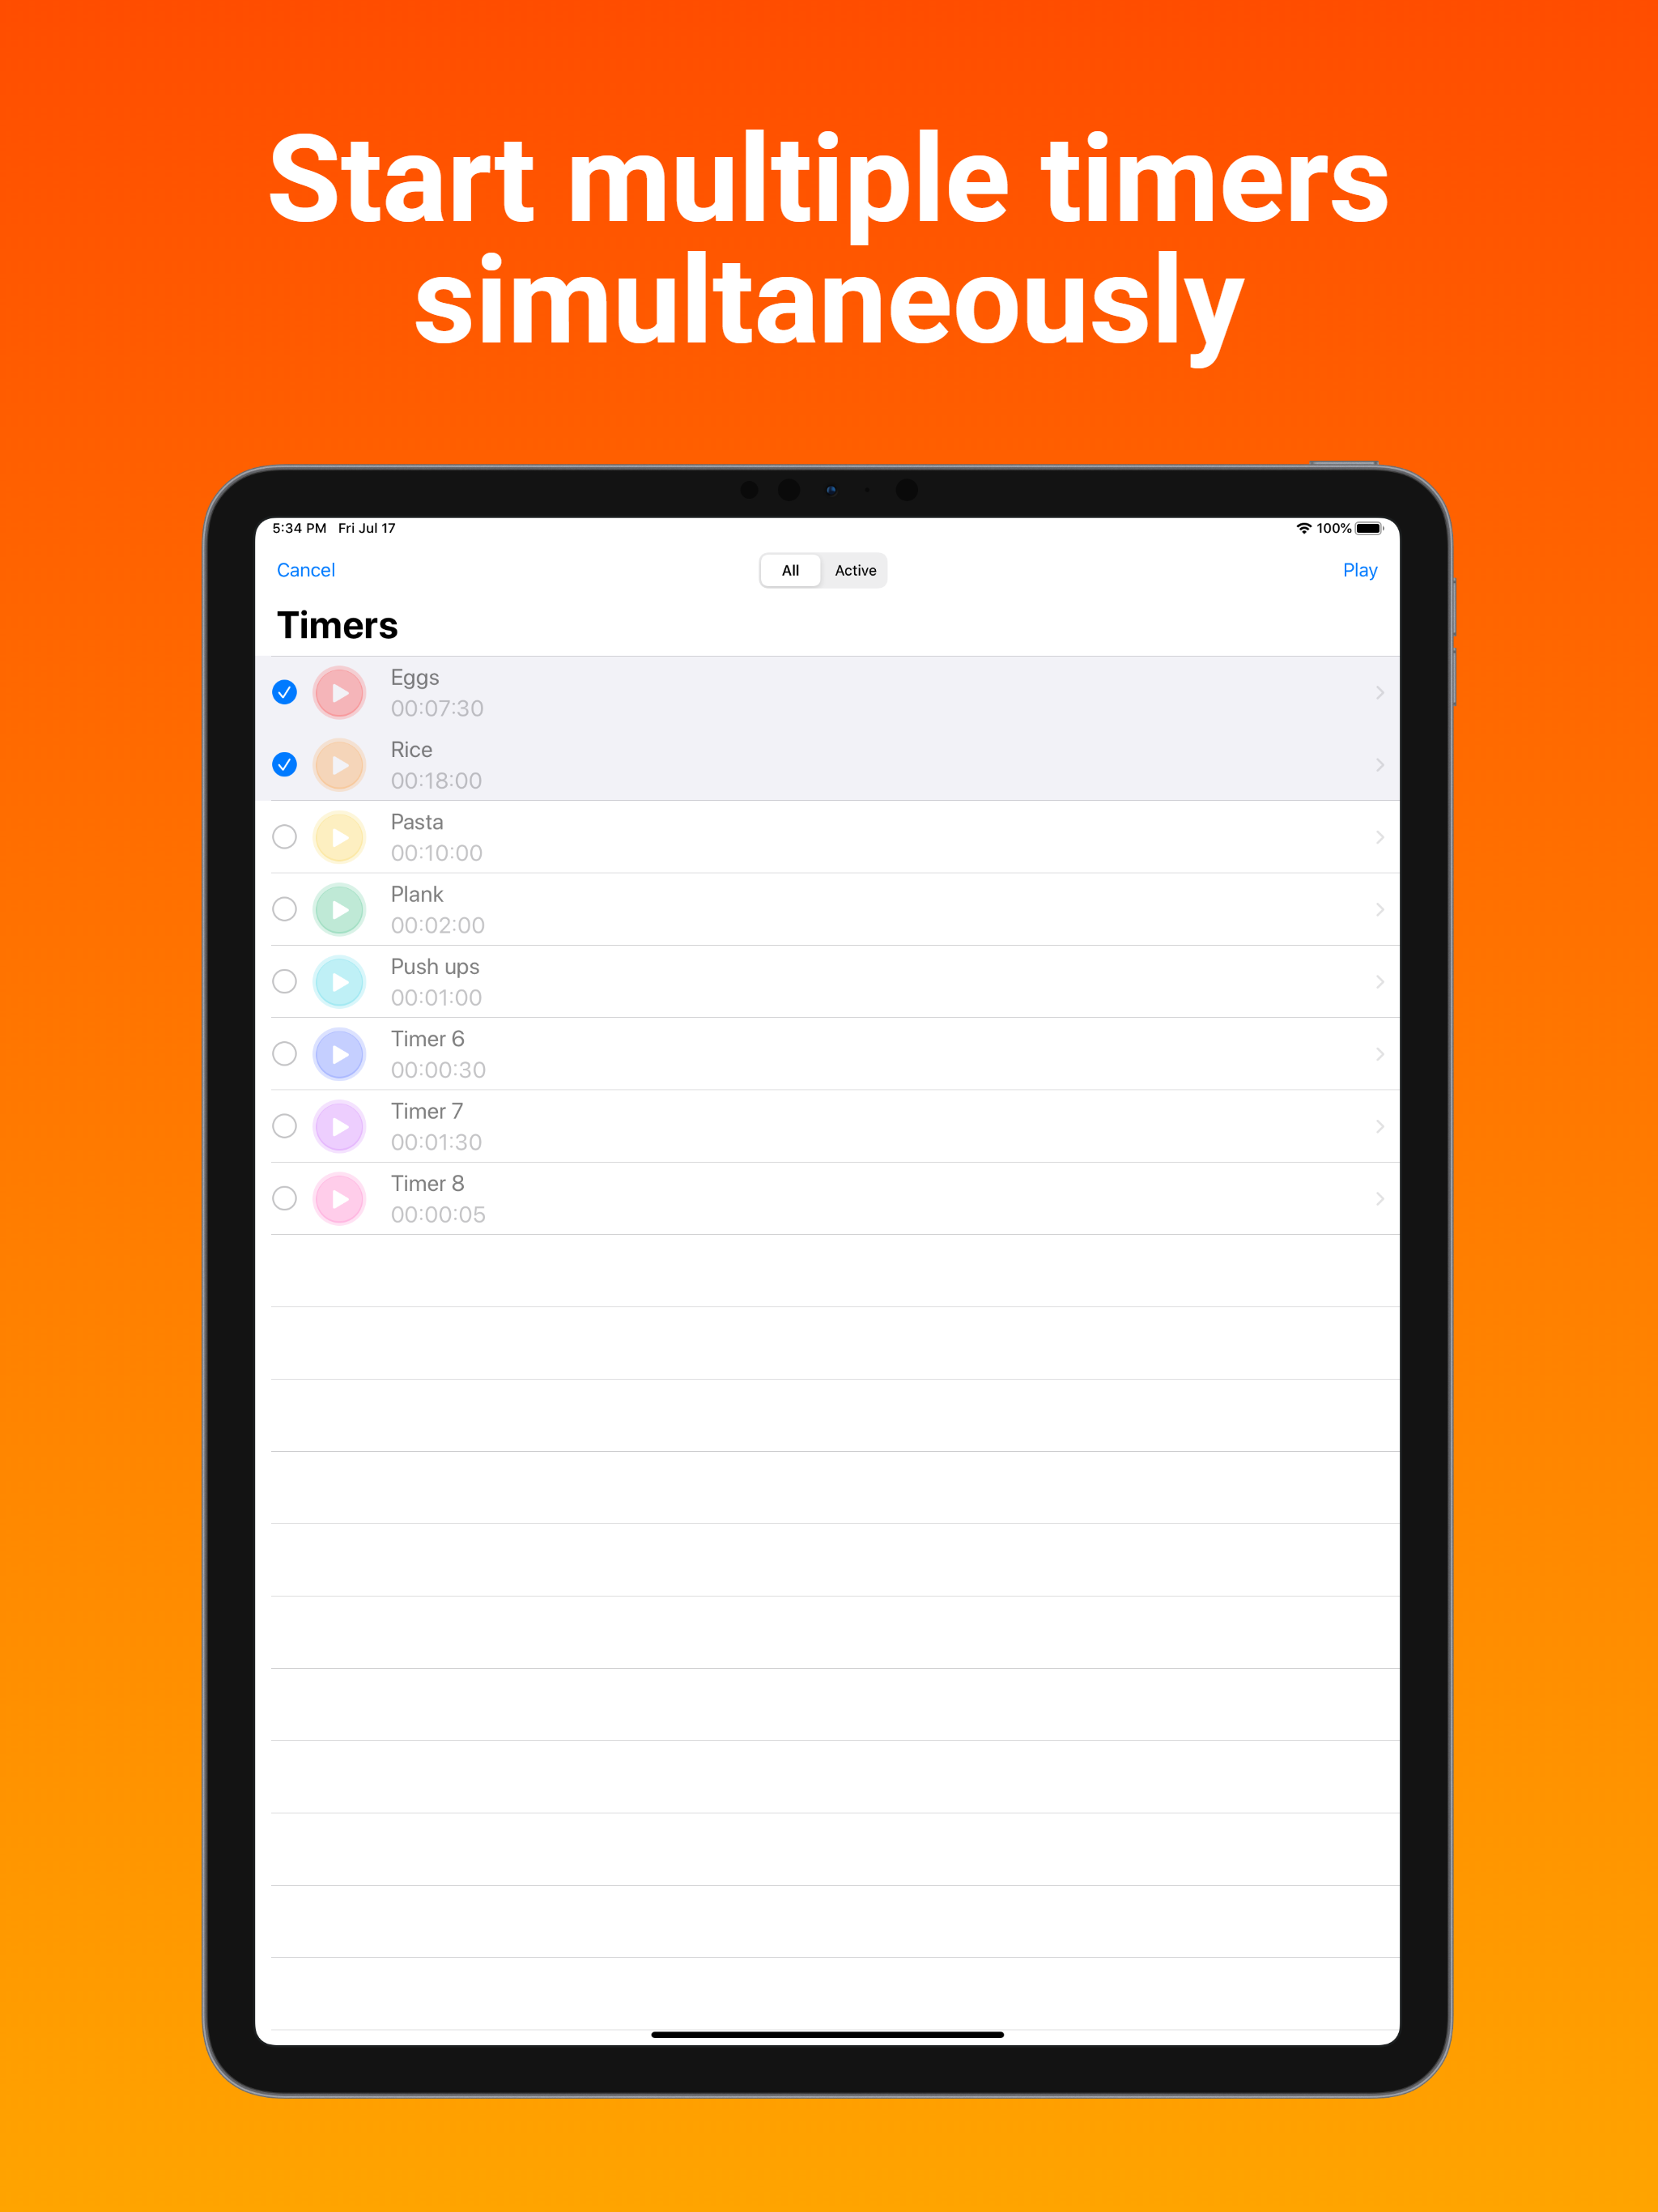 Start multiple timers
simultaneously
5:34 PM Fri Jul 17 100%
Cancel All Active Play
Timers
Eggs
00:07:30
Rice
00:18:00
Pasta
00:10:00
Plank
00:02:00
Push ups
00:01:00
Timer 6
00:00:30
Timer 7
00:01:30
Timer 8
00:00:05